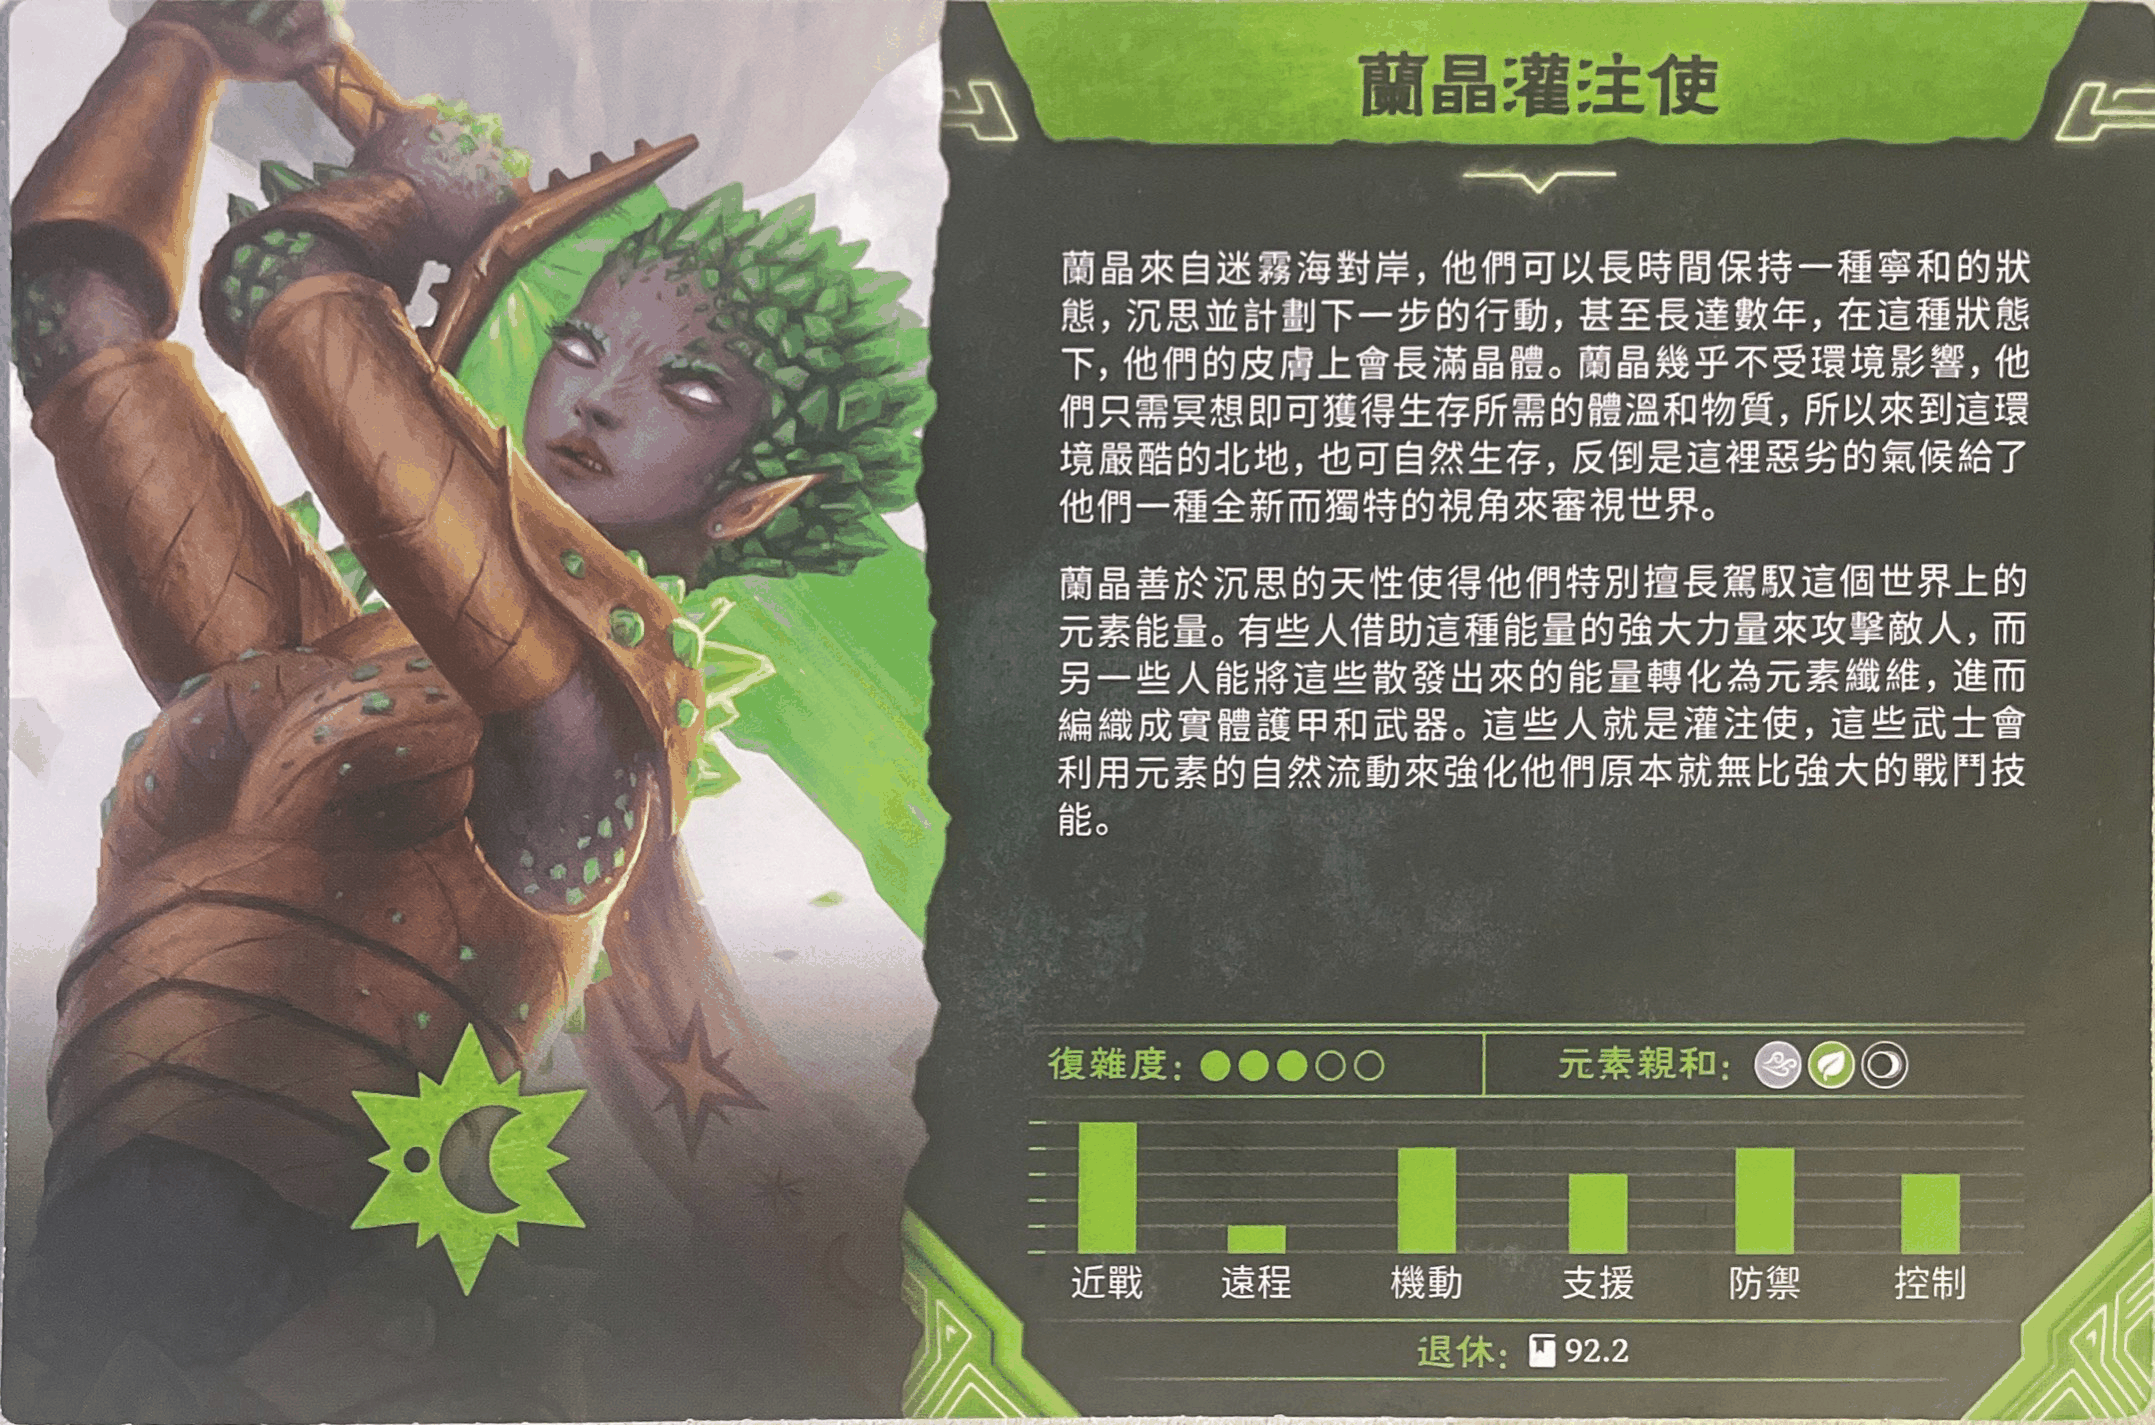 蘭晶灌注使
蘭晶來自迷霧海對岸，他們可以長時間保持一種寧和的狀
態，沉思並計劃下一步的行動，甚至長達數年，在這種狀態
下，他們的皮膚上會長滿晶體。蘭晶幾乎不受環境影響，他
們只需冥想即可獲得生存所需的體溫和物質，所以來到這環
境嚴酷的北地，也可自然生存，反倒是這裡惡劣的氣候給了
他們一種全新而獨特的視角來審視世界。
蘭晶善於沉思的天性使得他們特別擅長駕馭這個世界上的
元素能量。有些人借助這種能量的強大力量來攻擊敵人，而
另一些人能將這些散發出來的能量轉化為元素纖維，進而
編織成實體護甲和武器。這些人就是灌注使，這些武士會
利用元素的自然流動來強化他們原本就無比強大的戰鬥技
能。
復雜度：
元素親和：
近戰 遠程 機動 支援 防禦 控制
退休： 92.2